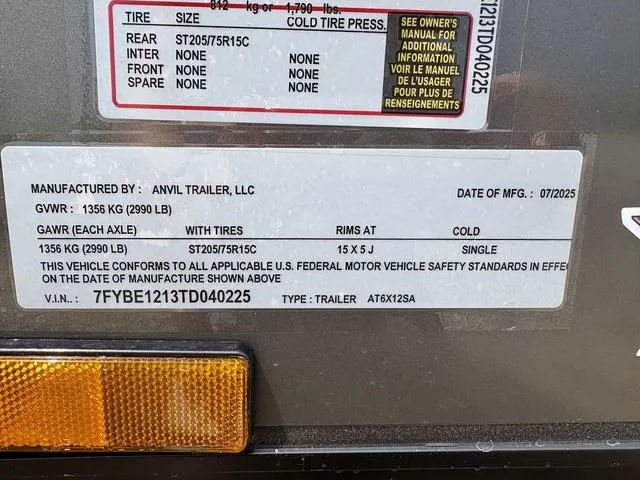 812 kg or 1,790 lbs.
TIRE SIZE COLD TIRE PRESS.
REAR ST205/75R15C
INTER NONE NONE
FRONT NONE NONE
SPARE NONE NONE
SEE OWNER'S
MANUAL FOR
ADDITIONAL
INFORMATION
VOIR LE MANUEL
DE L'USAGER
POUR PLUS DE
RENSEIGNEMENTS
1213TD040225
MANUFACTURED BY : ANVIL TRAILER, LLC DATE OF MFG. : 07/2025
GVWR : 1356 KG (2990 LB)
GAWR (EACH AXLE) WITH TIRES RIMS AT COLD
1356 KG (2990 LB) ST205/75R15C 15 X 5 J SINGLE
THIS VEHICLE CONFORMS TO ALL APPLICABLE U.S. FEDERAL MOTOR VEHICLE SAFETY STANDARDS IN EFFE
ON THE DATE OF MANUFACTURE SHOWN ABOVE
V.I.N.. : 7FYBE1213TD040225 TYPE : TRAILER AT6X12SA